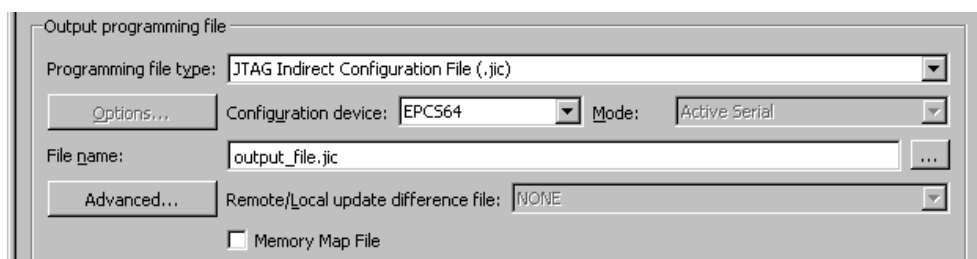 Output programming file
Programming file type: JTAG Indirect Configuration File (.jic)
Options... Configuration device: EPCS64 Mode: Active Serial
File name: output_file.jic ...
Advanced... Remote/Local update difference file: NONE
Memory Map File